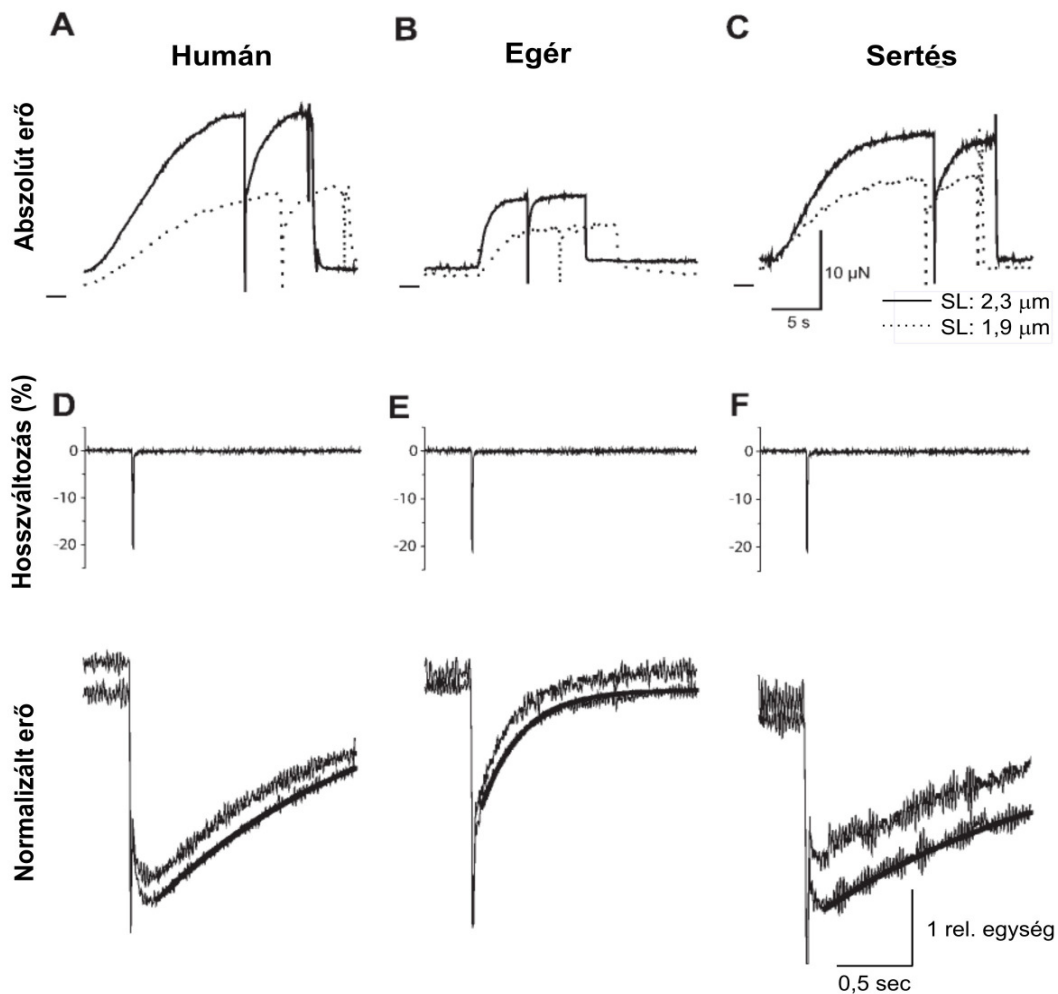 A
B
C
Humán
Egér
Sertés
Abszolút erő
10 µN
5 s
SL: 2,3 µm
SL: 1,9 µm
D
E
F
Hosszváltozás (%)
0
-10
-20
0
-10
-20
0
-10
-20
Normalizált erő
1 rel. egység
0,5 sec